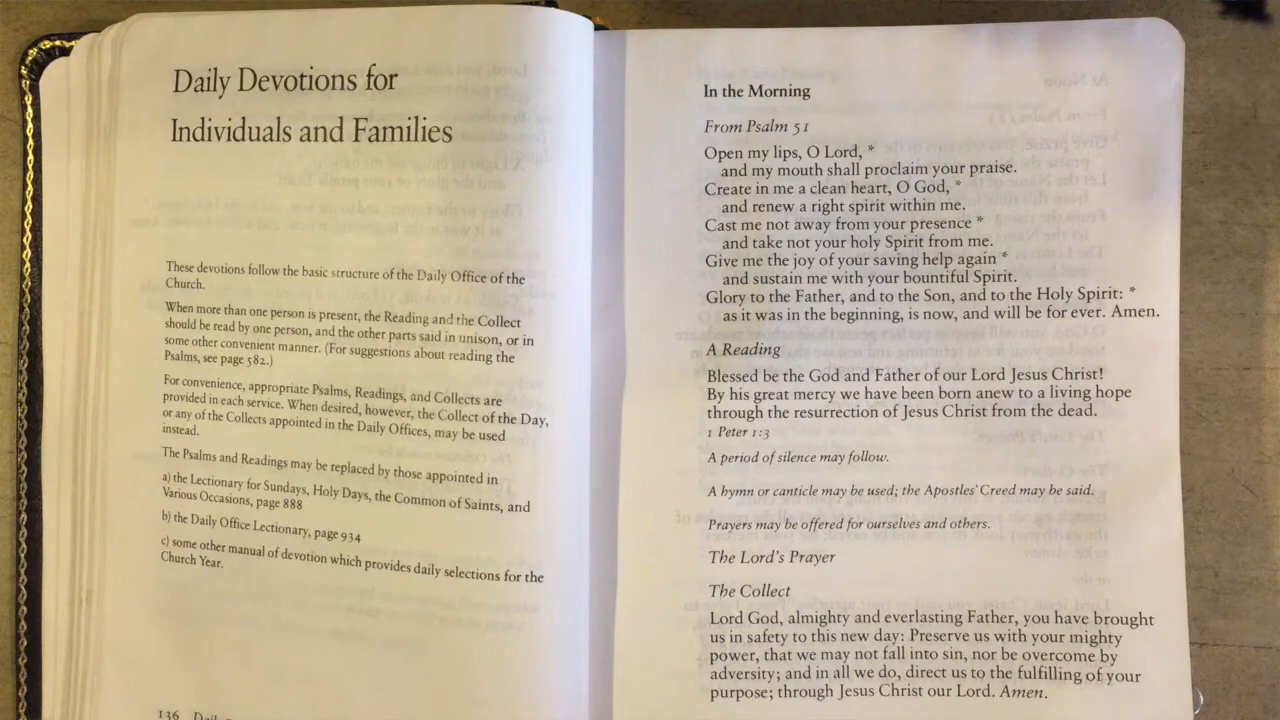 Daily Devotions for
Individuals and Families
These devotions follow the basic structure of the Daily Office of the
Church.
When more than one person is present, the Reading and the Collect
should be read by one person, and the other parts said in unison, or in
some other convenient manner. (For suggestions about reading the
Psalms, see page 582.)
For convenience, appropriate Psalms, Readings, and Collects are
provided in each service. When desired, however, the Collect of the Day,
or any of the Collects appointed in the Daily Offices, may be used
instead.
The Psalms and Readings may be replaced by those appointed in
a) the Lectionary for Sundays, Holy Days, the Common of Saints, and
Various Occasions, page 888
b) the Daily Office Lectionary, page 934
c) some other manual of devotion which provides daily selections for the
Church Year.
136 Daily
In the Morning
From Psalm 51
Open my lips, O Lord, *
and my mouth shall proclaim your praise.
Create in me a clean heart, O God, *
and renew a right spirit within me.
Cast me not away from your presence *
and take not your holy Spirit from me.
Give me the joy of your saving help again *
and sustain me with your bountiful Spirit.
Glory to the Father, and to the Son, and to the Holy Spirit: *
as it was in the beginning, is now, and will be for ever. Amen.
A Reading
Blessed be the God and Father of our Lord Jesus Christ!
By his great mercy we have been born anew to a living hope
through the resurrection of Jesus Christ from the dead.
1 Peter 1:3
A period of silence may follow.
A hymn or canticle may be used; the Apostles' Creed may be said.
Prayers may be offered for ourselves and others.
The Lord's Prayer
The Collect
Lord God, almighty and everlasting Father, you have brought
us in safety to this new day: Preserve us with your mighty
power, that we may not fall into sin, nor be overcome by
adversity; and in all we do, direct us to the fulfilling of your
purpose; through Jesus Christ our Lord. Amen.